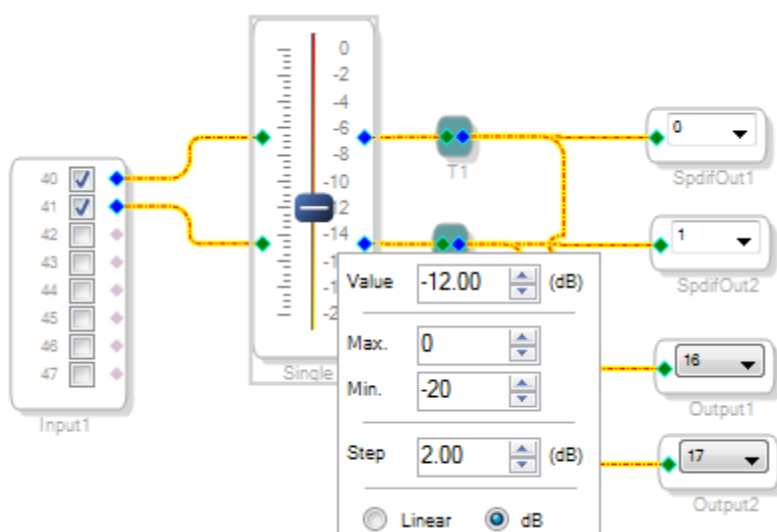 40
41
42
43
44
45
46
47
Input1
0
-2
-4
-6
-8
-10
-12
-14
Single
T1
0
SpdifOut1
1
SpdifOut2
16
Output1
17
Output2
Value -12.00 (dB)
Max. 0
Min. -20
Step 2.00 (dB)
Linear dB